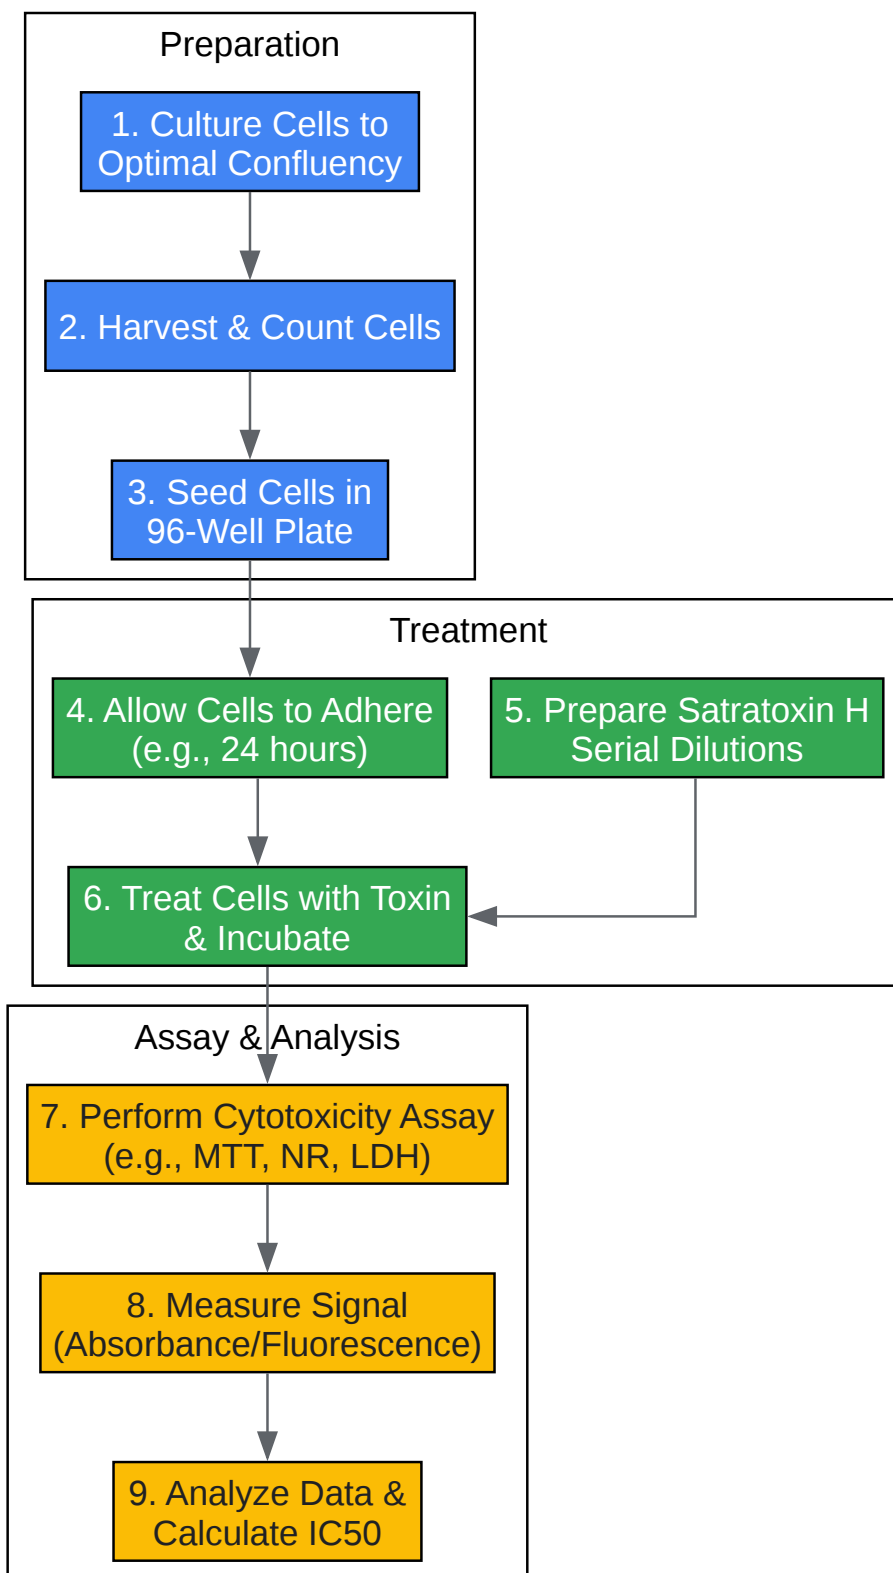 Preparation
1. Culture Cells to
Optimal Confluency
2. Harvest & Count Cells
3. Seed Cells in
96-Well Plate
Treatment
4. Allow Cells to Adhere
(e.g., 24 hours)
5. Prepare Satratoxin H
Serial Dilutions
6. Treat Cells with Toxin
& Incubate
Assay & Analysis
7. Perform Cytotoxicity Assay
(e.g., MTT, NR, LDH)
8. Measure Signal
(Absorbance/Fluorescence)
9. Analyze Data &
Calculate IC50